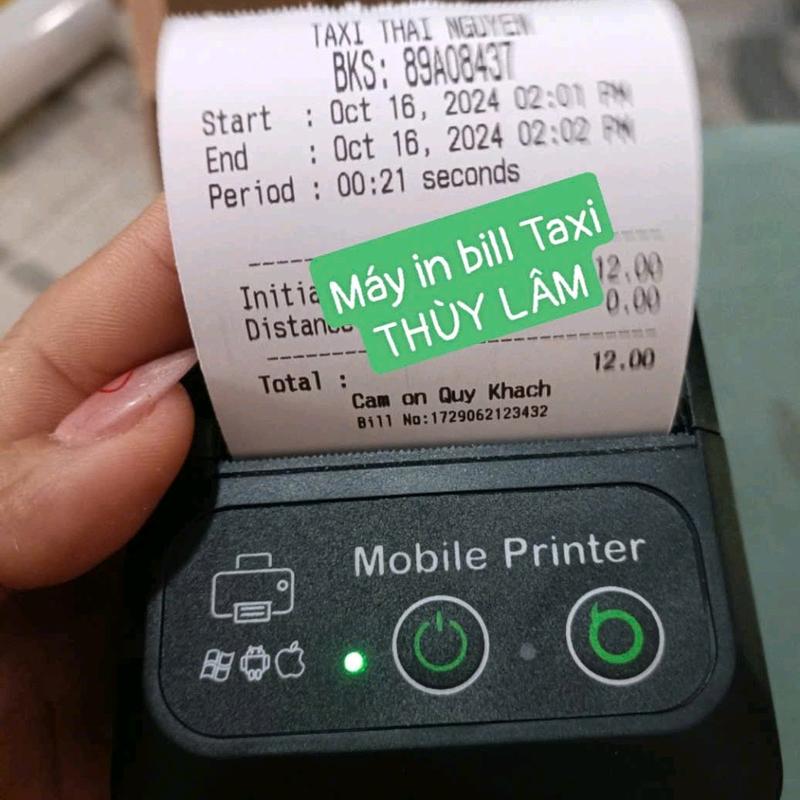 TAXI THAI NGUYEN
BKS: 89A08437
Start : Oct 16, 2024 02:01 PM
End : Oct 16, 2024 02:02 PM
Period : 00:21 seconds
Máy in bill Taxi
THÙY LÂM
Initia 12.00
Distanc 0.00
Total : 12.00
Cam on Quy Khach
Bill No:1729062123432
Mobile Printer